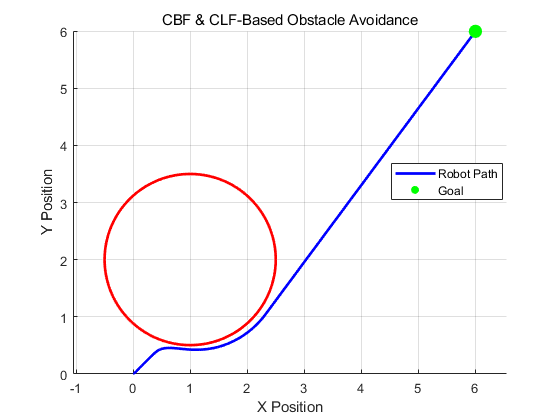 CBF & CLF-Based Obstacle Avoidance
6
5
4
3
2
1
0
Y Position
Robot Path
Goal
-1 0 1 2 3 4 5 6
X Position